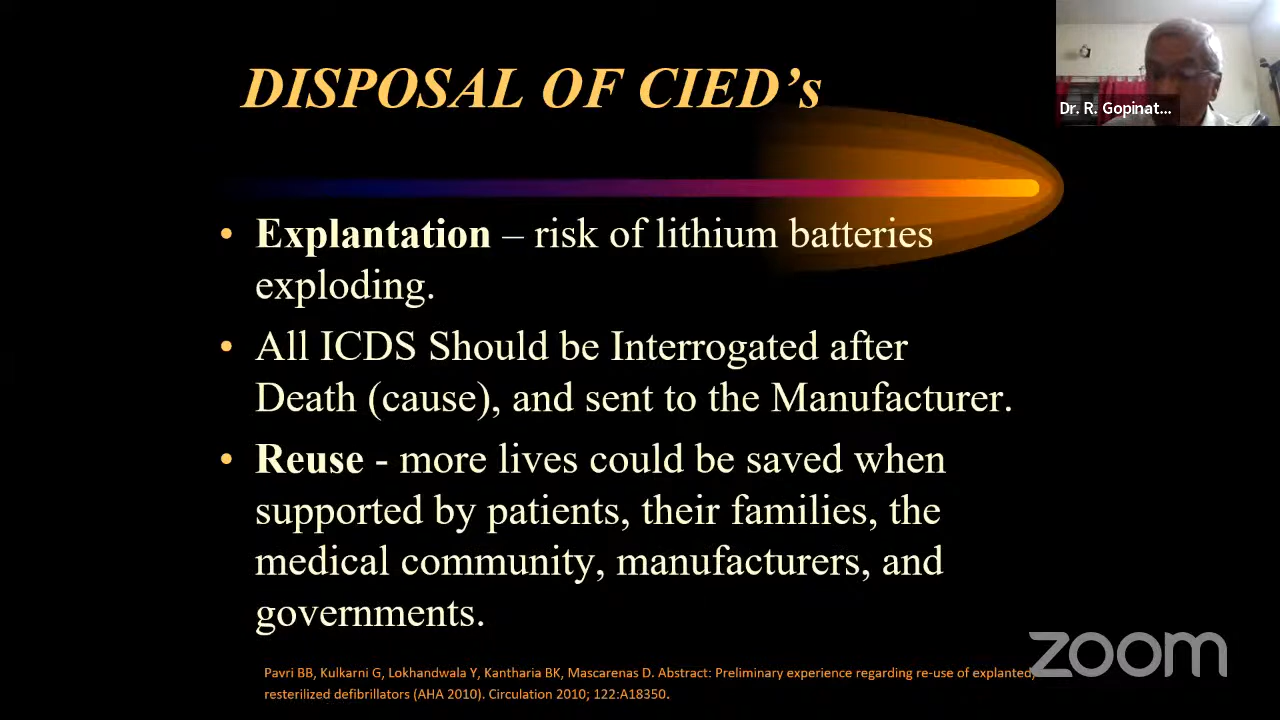 DISPOSAL OF CIED’s
Dr. R. Gopinat...
• Explantation – risk of lithium batteries
exploding.
• All ICDS Should be Interrogated after
Death (cause), and sent to the Manufacturer.
• Reuse - more lives could be saved when
supported by patients, their families, the
medical community, manufacturers, and
governments.
Pavri BB, Kulkarni G, Lokhandwala Y, Kantharia BK, Mascarenas D. Abstract: Preliminary experience regarding re-use of explanted,
resterilized defibrillators (AHA 2010). Circulation 2010; 122:A18350.
zoom